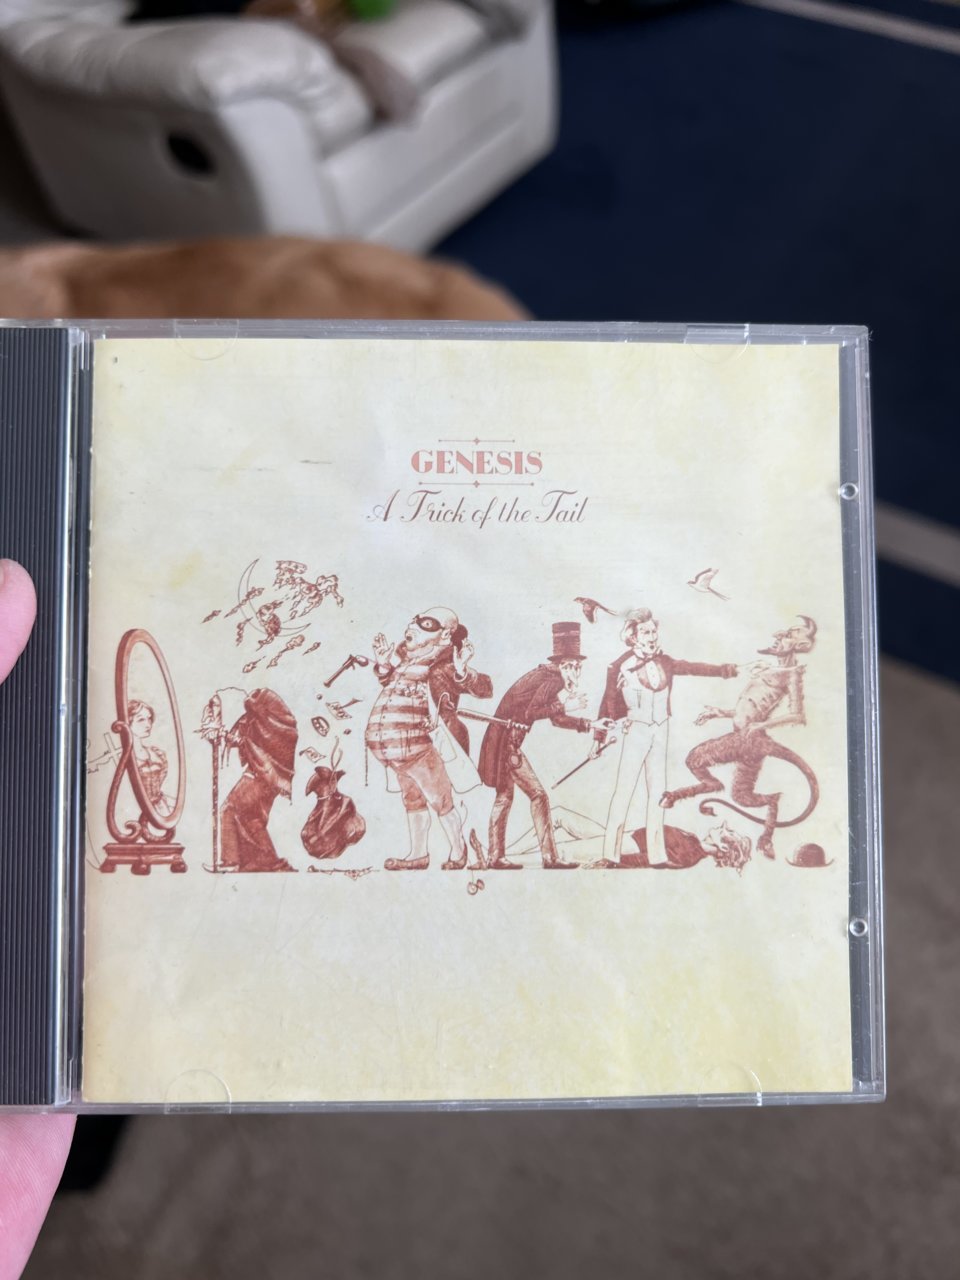 GENESIS
A Trick of the Tail